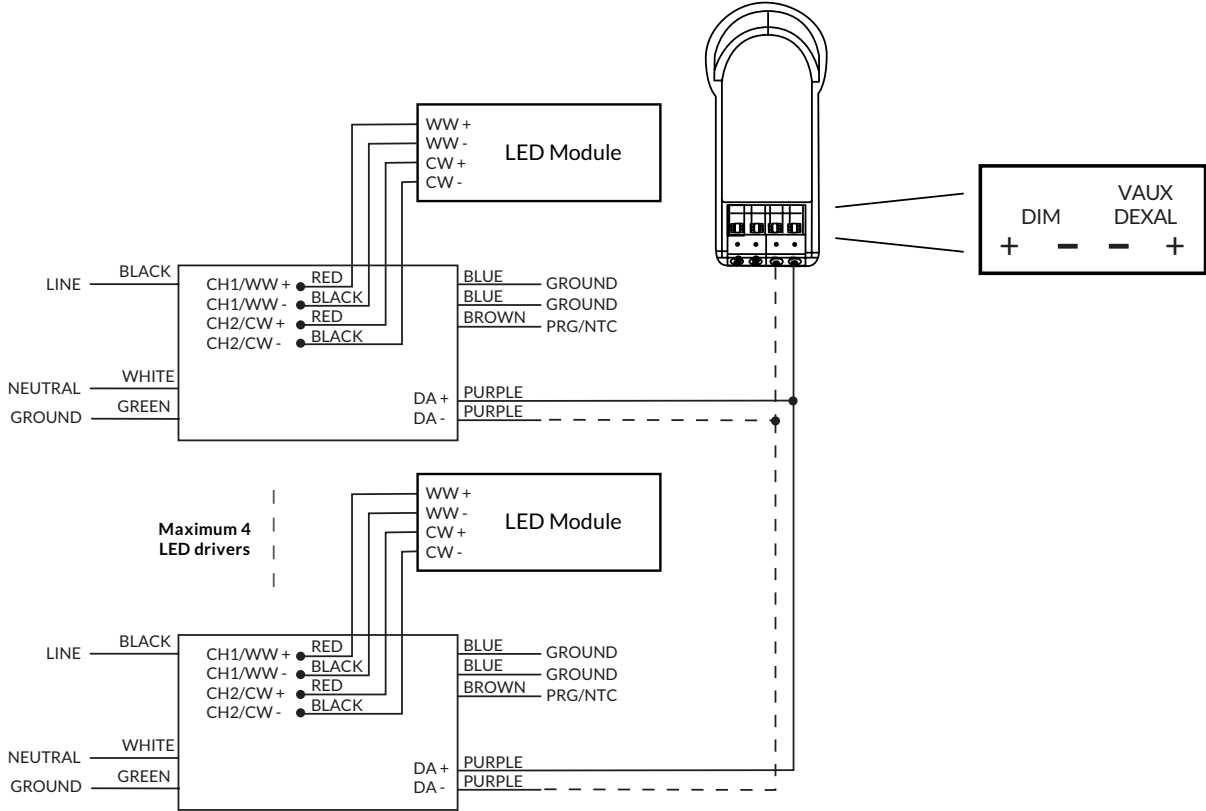 WW +
WW -
CW +
CW -
LED Module
VAUX
DIM DEXAL
+ - - +
LINE
BLACK
CH1/WW +
CH1/WW -
CH2/CW +
CH2/CW -
RED
BLACK
RED
BLACK
BLUE
GROUND
BLUE
GROUND
BROWN
PRG/NTC
NEUTRAL
WHITE
GROUND
GREEN
DA +
PURPLE
DA -
PURPLE
Maximum 4
LED drivers
WW +
WW -
CW +
CW -
LED Module
LINE
BLACK
CH1/WW +
CH1/WW -
CH2/CW +
CH2/CW -
RED
BLACK
RED
BLACK
BLUE
GROUND
BLUE
GROUND
BROWN
PRG/NTC
NEUTRAL
WHITE
GROUND
GREEN
DA +
PURPLE
DA -
PURPLE